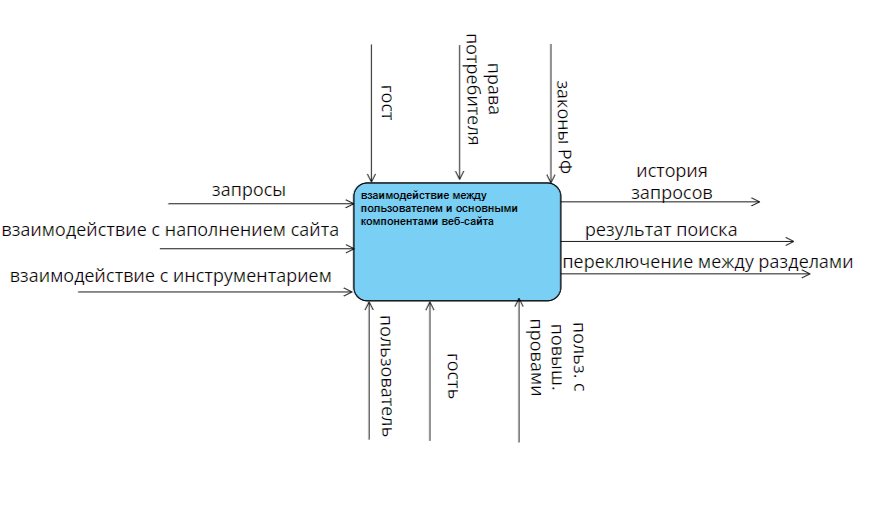 гост
права
потребителя
законы РФ
запросы
взаимодействие с наполнением сайта
взаимодействие с инструментарием
взаимодействие между
пользователем и основными
компонентами веб-сайта
история
запросов
результат поиска
переключение между разделами
пользователь
гость
польз. с
повыш.
провами